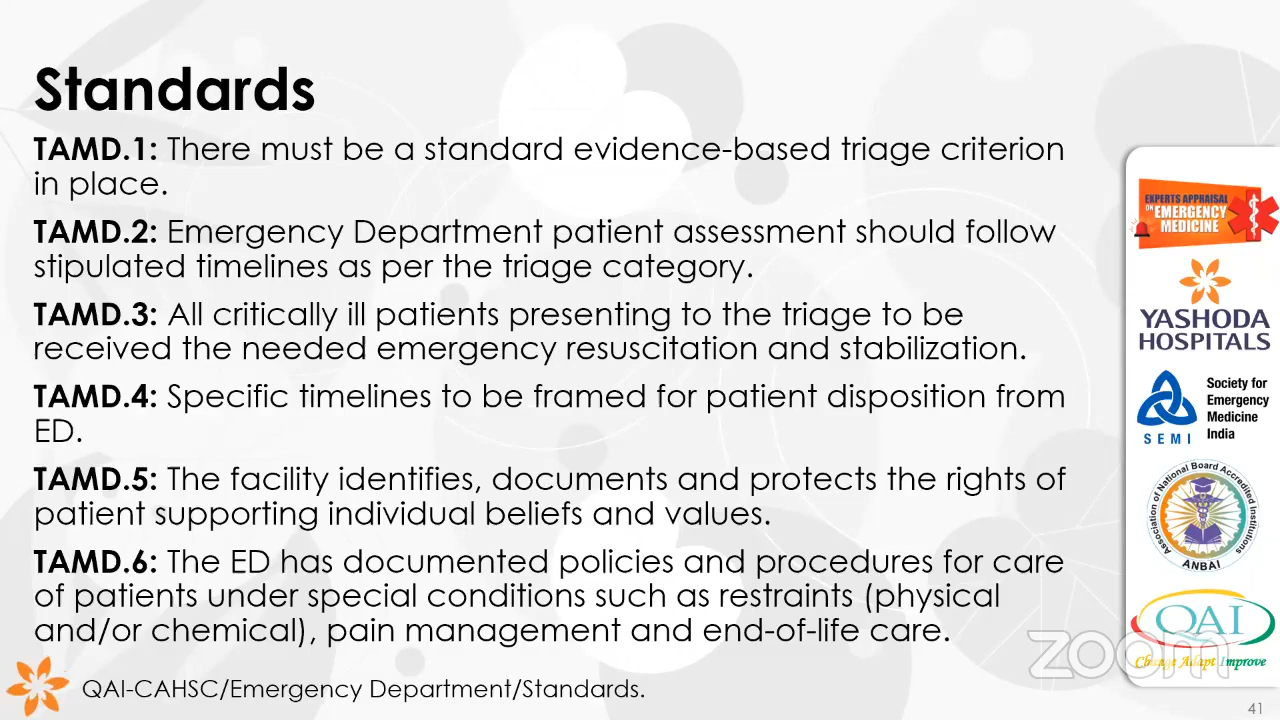 Standards
TAMD.1: There must be a standard evidence-based triage criterion
in place.
TAMD.2: Emergency Department patient assessment should follow
stipulated timelines as per the triage category.
TAMD.3: All critically ill patients presenting to the triage to be
received the needed emergency resuscitation and stabilization.
TAMD.4: Specific timelines to be framed for patient disposition from
ED.
TAMD.5: The facility identifies, documents and protects the rights of
patient supporting individual beliefs and values.
TAMD.6: The ED has documented policies and procedures for care
of patients under special conditions such as restraints (physical
and/or chemical), pain management and end-of-life care.
QAI-CAHSC/Emergency Department/Standards.
EXPERTS APPRAISAL
ON EMERGENCY
MEDICINE
YASHODA
HOSPITALS
SEMI
Society for
Emergency
Medicine
India
Association of National Board Accredited Institutions
ANBAI
QAI
Change Adapt Improve
zoom
41